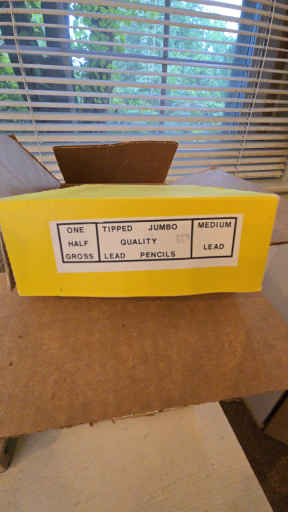 ONE
HALF
GROSS
TIPPED JUMBO
QUALITY
LEAD PENCILS
MEDIUM
LEAD